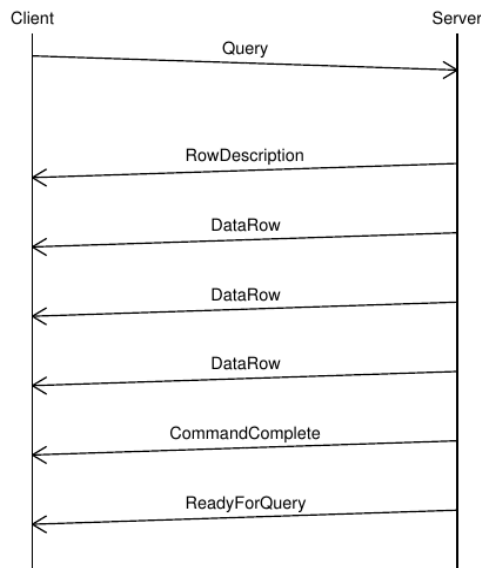 Client Server
Query
RowDescription
DataRow
DataRow
DataRow
CommandComplete
ReadyForQuery